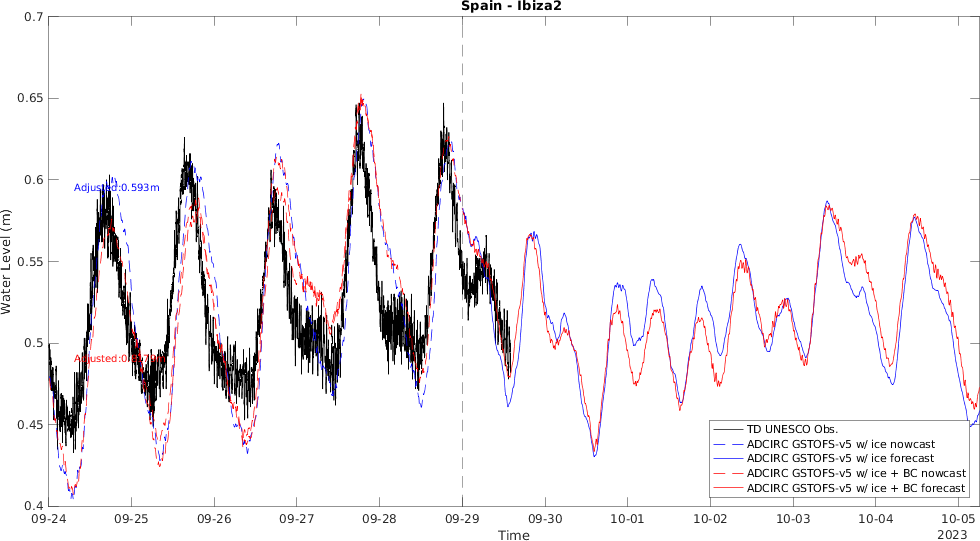 Spain - Ibiza2
0.7
0.65
0.6
0.55
0.5
0.45
0.4
Water Level (m)
Adjusted:0.593m
TD UNESCO Obs.
ADCIRC GSTOFS-v5 w/ ice nowcast
ADCIRC GSTOFS-v5 w/ ice forecast
ADCIRC GSTOFS-v5 w/ ice + BC nowcast
ADCIRC GSTOFS-v5 w/ ice + BC forecast
09-24 09-25 09-26 09-27 09-28 09-29 09-30 10-01 10-02 10-03 10-04 10-05
Time
2023